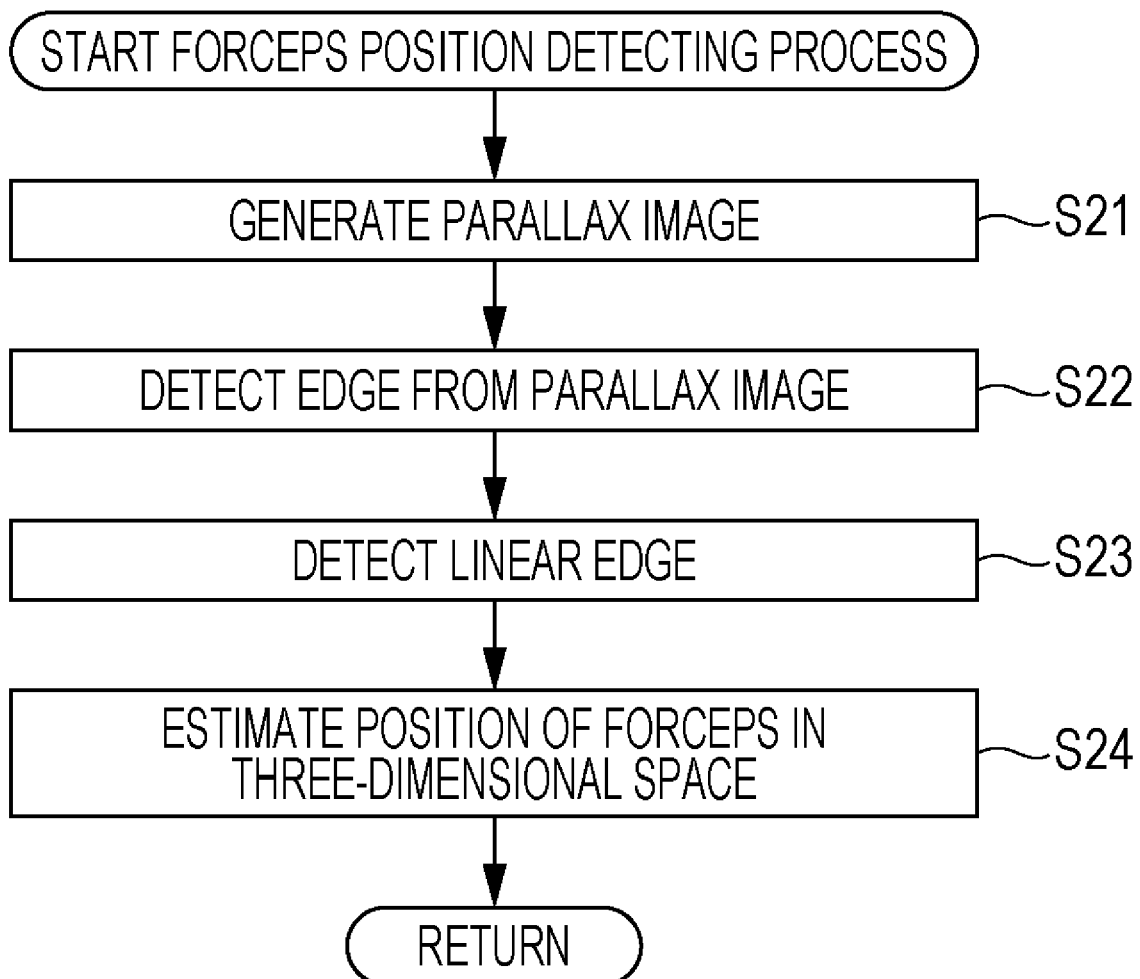 START FORCEPS POSITION DETECTING PROCESS
GENERATE PARALLAX IMAGE
S21
DETECT EDGE FROM PARALLAX IMAGE
S22
DETECT LINEAR EDGE
S23
ESTIMATE POSITION OF FORCEPS IN
THREE-DIMENSIONAL SPACE
S24
RETURN